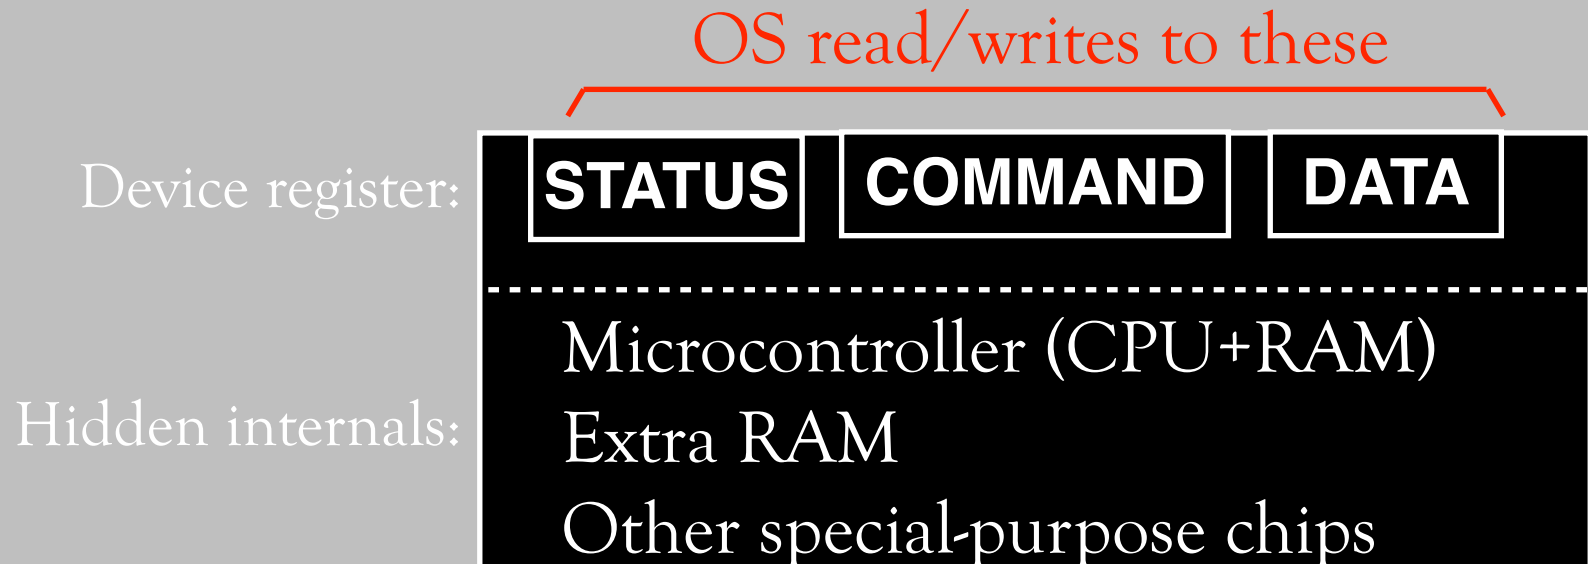 OS read/writes to these
Device register: STATUS COMMAND DATA
Microcontroller (CPU+RAM)
Hidden internals: Extra RAM
Other special-purpose chips